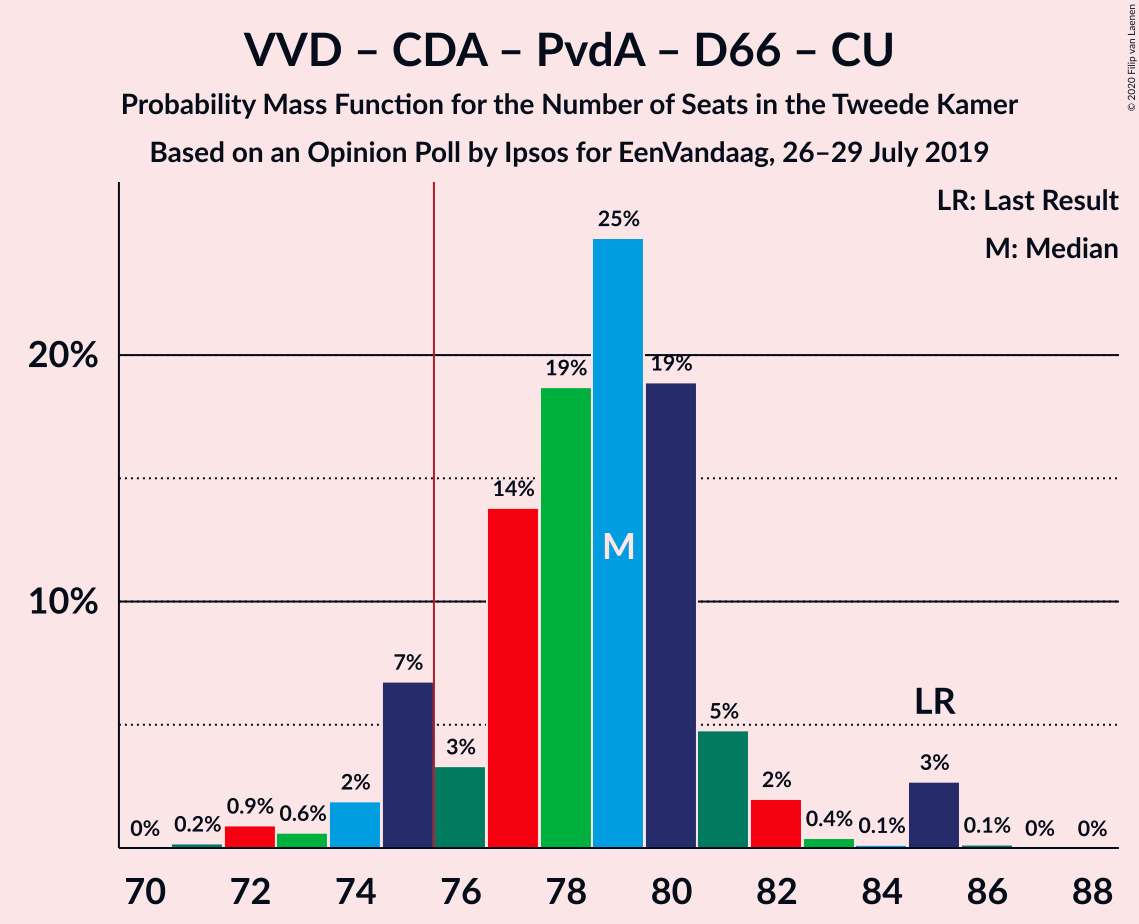 VVD – CDA – PvdA – D66 – CU
Probability Mass Function for the Number of Seats in the Tweede Kamer
Based on an Opinion Poll by Ipsos for EenVandaag, 26–29 July 2019
© 2020 Filip van Laenen
LR: Last Result
M: Median
20%
10%
0%
0.2%
0.9%
0.6%
2%
7%
3%
14%
19%
25%
M
19%
5%
2%
0.4%
0.1%
LR
3%
0.1%
0%
0%
70 72 74 76 78 80 82 84 86 88